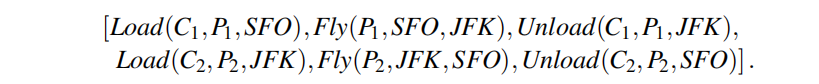 [Load(C₁,P₁,SFO),Fly(P₁,SFO,JFK),Unload(C₁,P₁,JFK),
Load(C₂,P₂,JFK),Fly(P₂,JFK,SFO),Unload(C₂,P₂,SFO)].